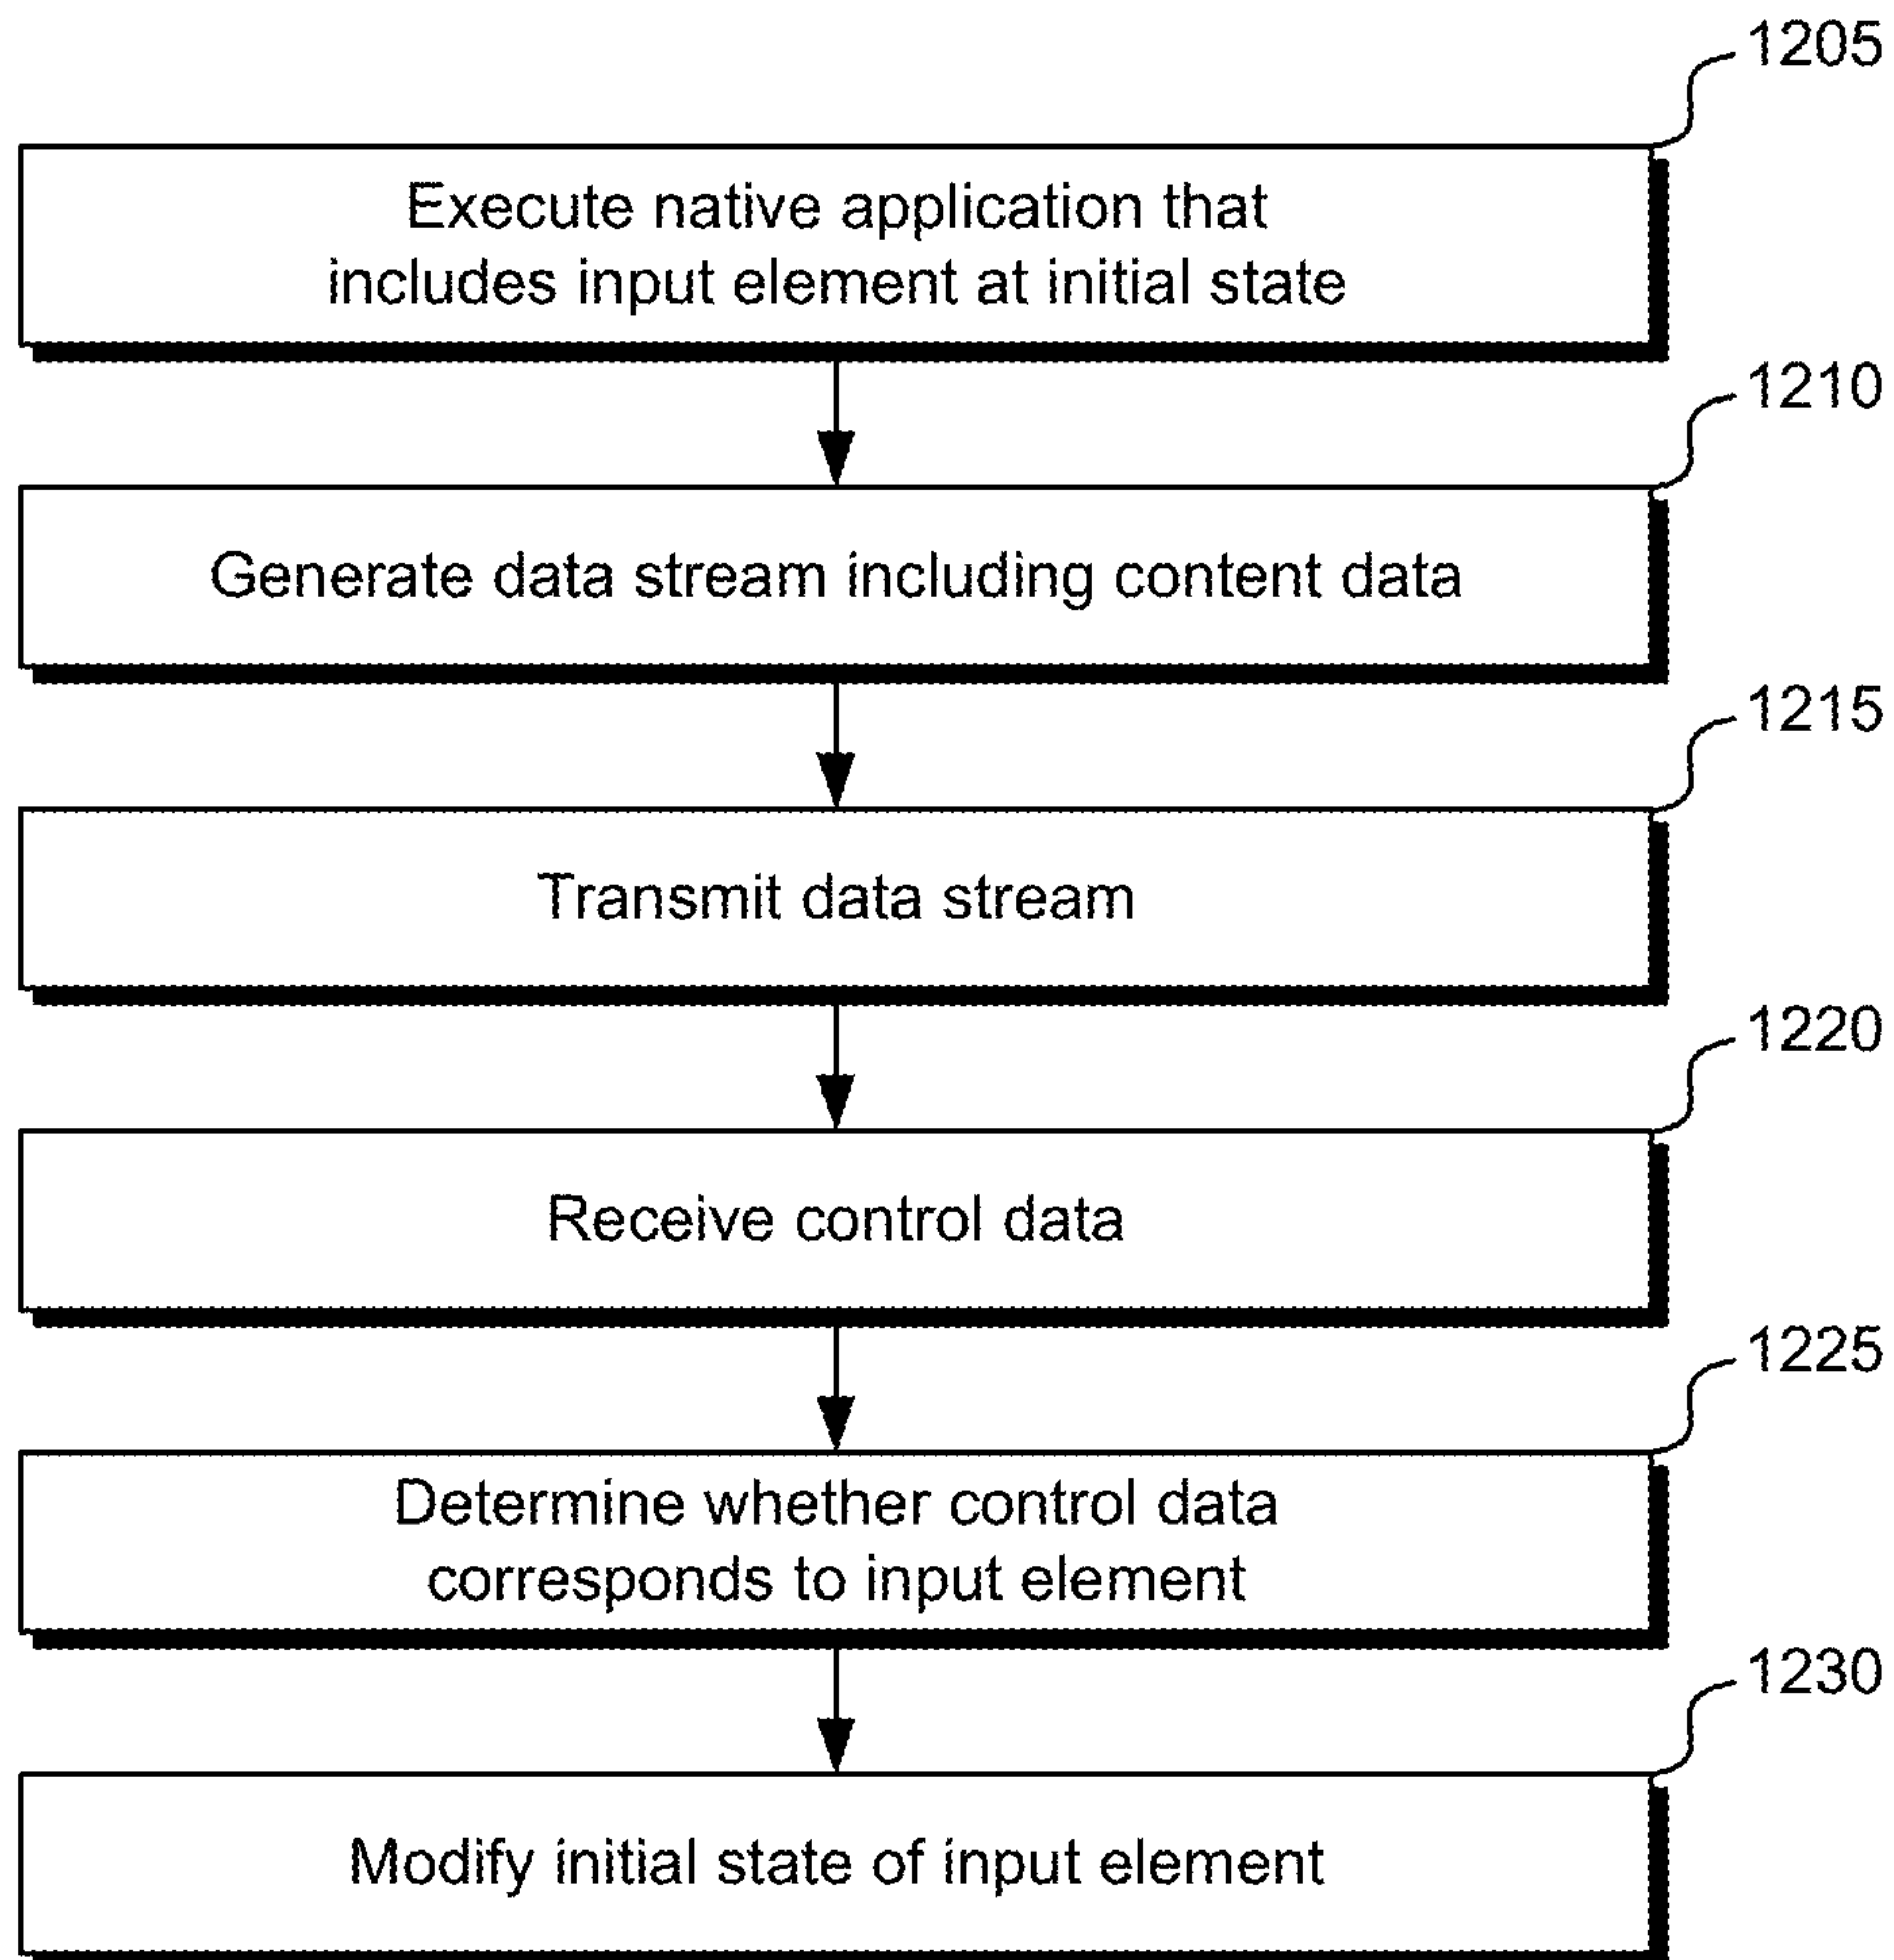 1205
Execute native application that
includes input element at initial state
1210
Generate data stream including content data
1215
Transmit data stream
1220
Receive control data
1225
Determine whether control data
corresponds to input element
1230
Modify initial state of input element